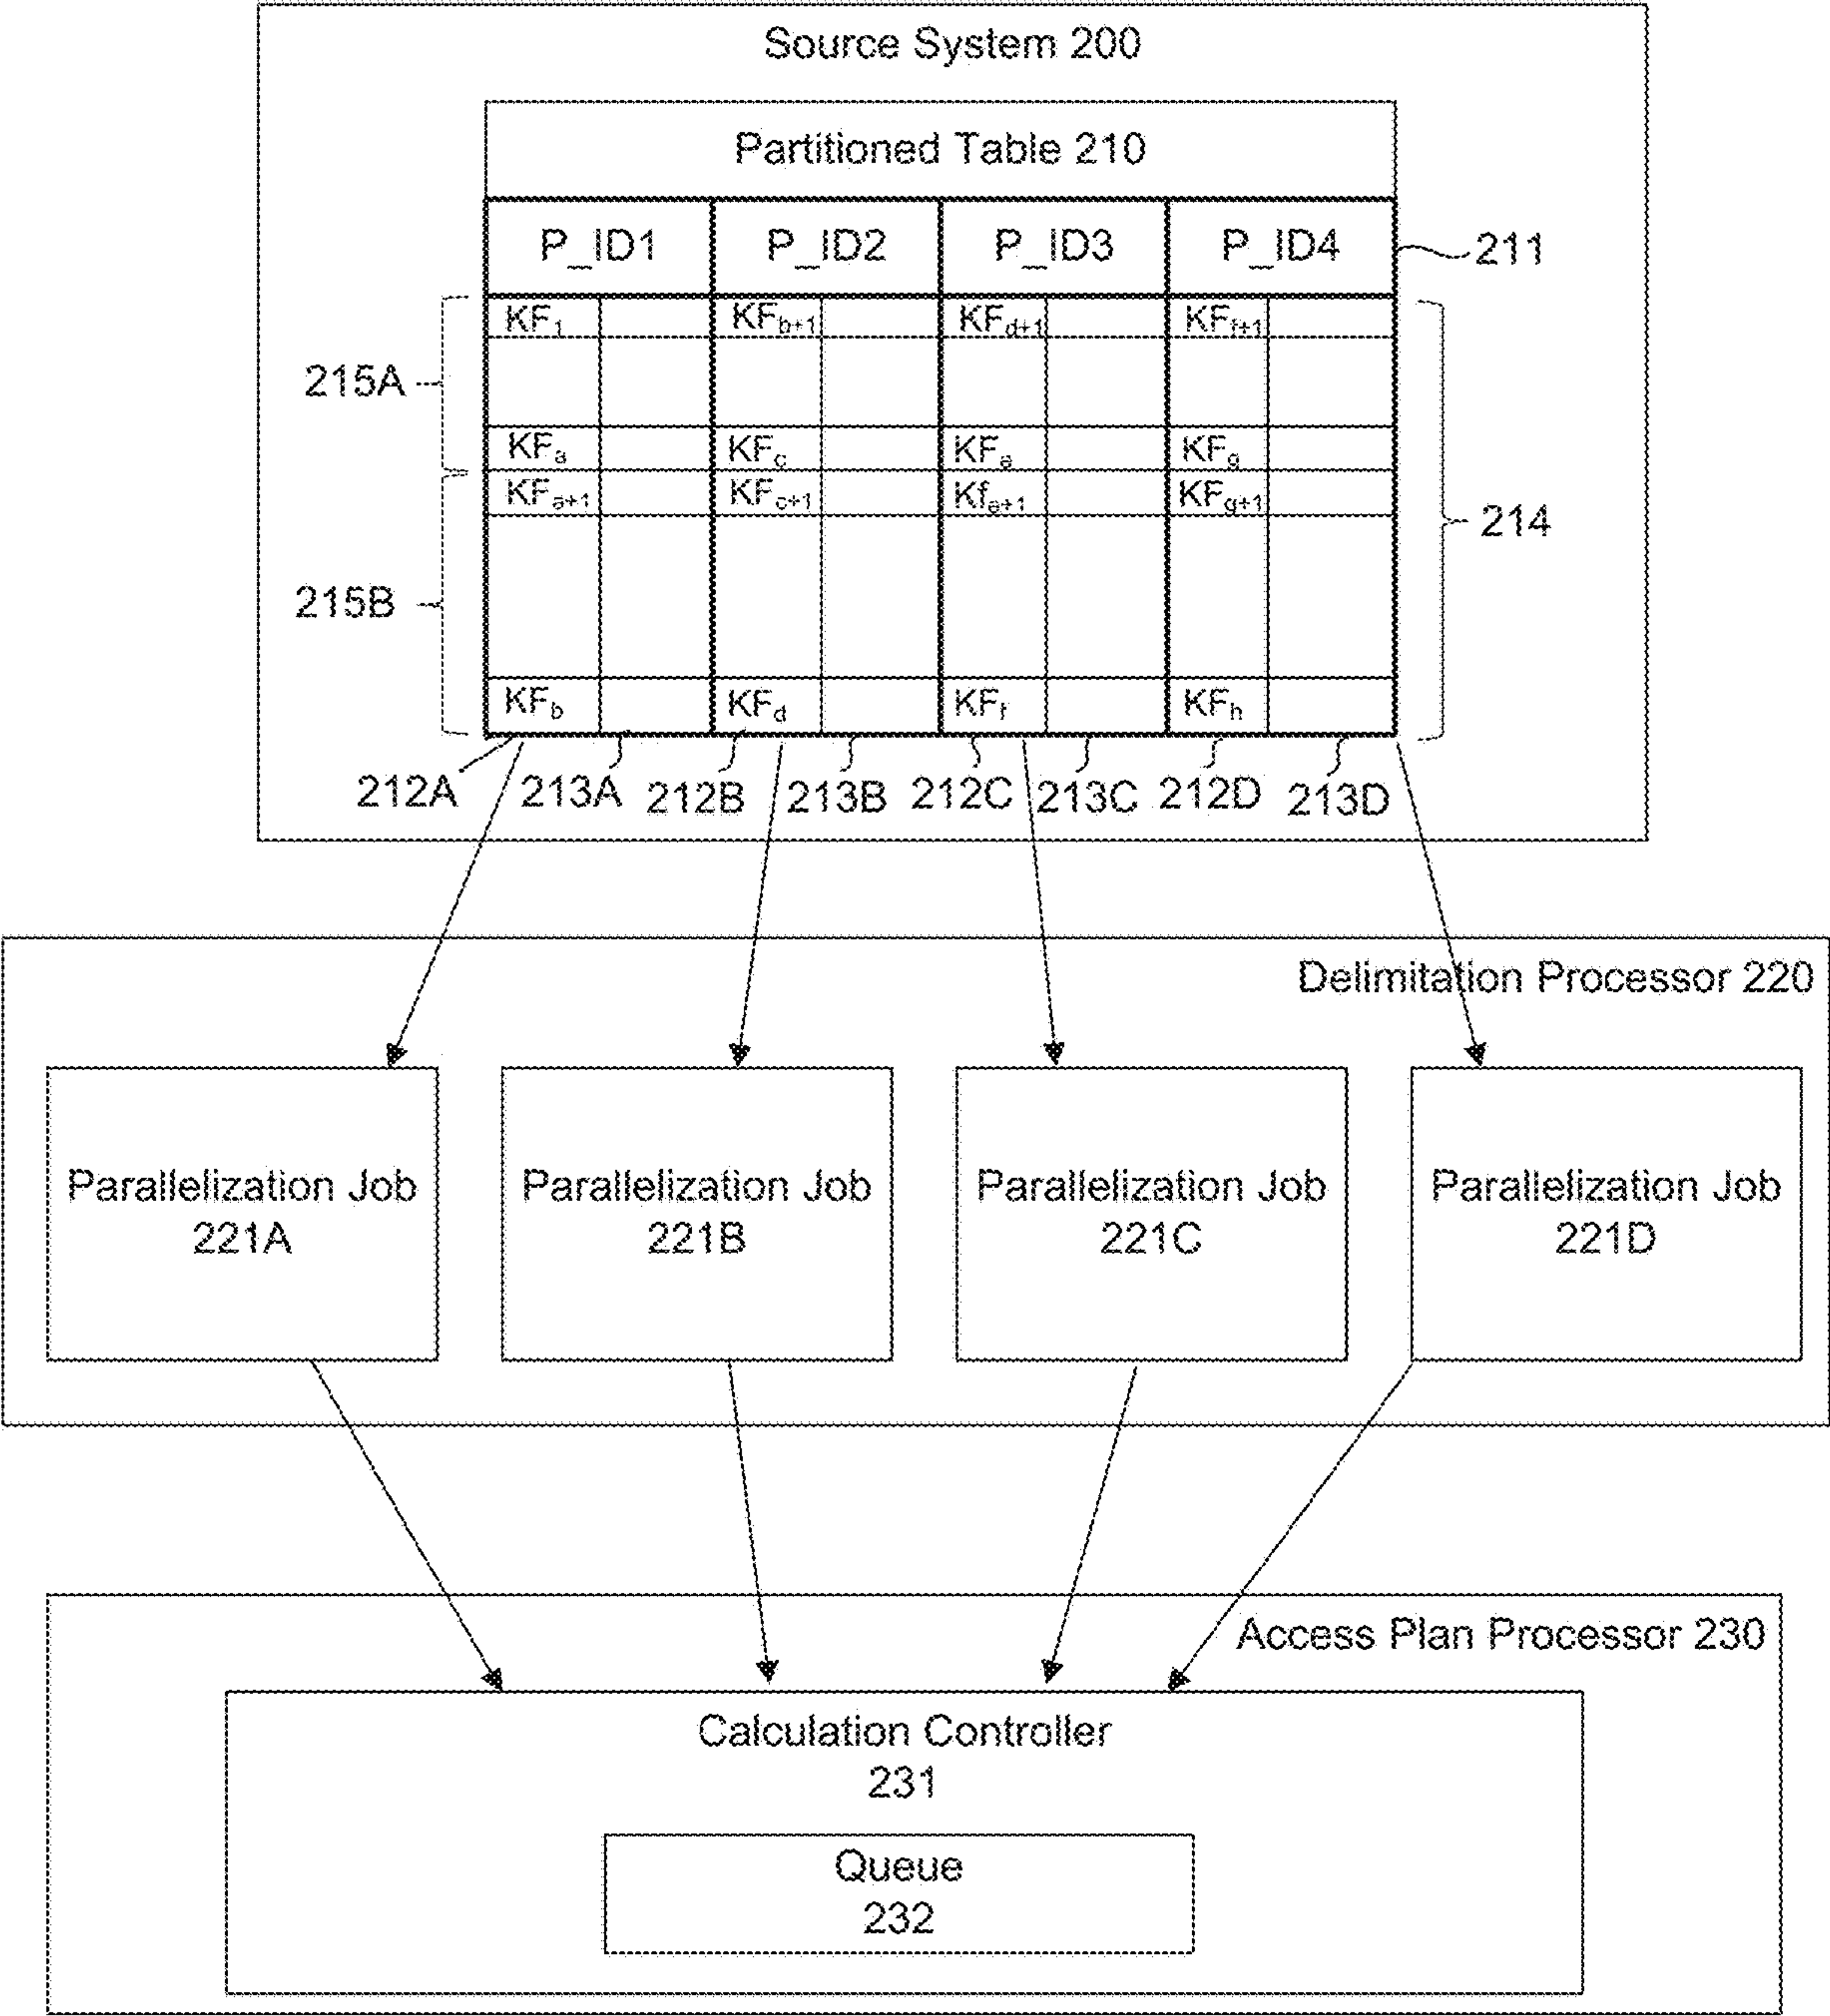 Source System 200
Partitioned Table 210
P_ID1 P_ID2 P_ID3 P_ID4 211
KF1 KFb+1 KFd+1 KFf+1
215A
KFa KFc KFe KFg
KFa+1 KFc+1 Kfe+1 KFg+1
214
215B
KFb KFd KFf KFh
212A 213A 212B 213B 212C 213C 212D 213D
Delimitation Processor 220
Parallelization Job Parallelization Job Parallelization Job Parallelization Job
221A 221B 221C 221D
Access Plan Processor 230
Calculation Controller
231
Queue
232